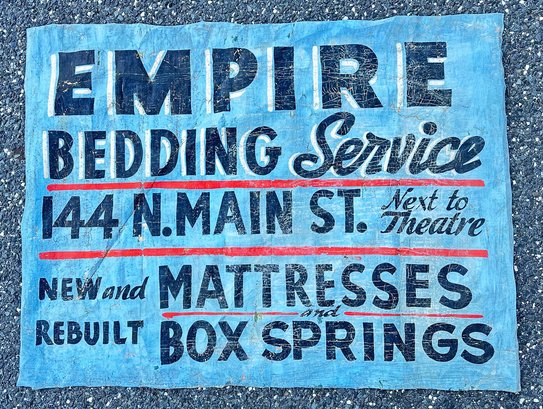 EMPIRE
BEDDING Service
144 N. MAIN ST. Next to Theatre
NEW and REBUILT MATTRESSES
and
BOX SPRINGS